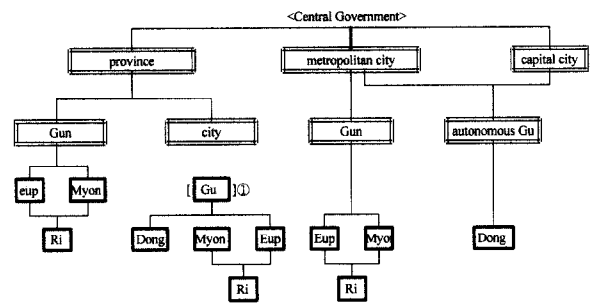 <Central Government>
province metropolitan city capital city
Gun city Gun autonomous Gu
eup Myon [ Gu ]①
Ri Dong Myon Eup Eup Myo Dong
Ri Ri